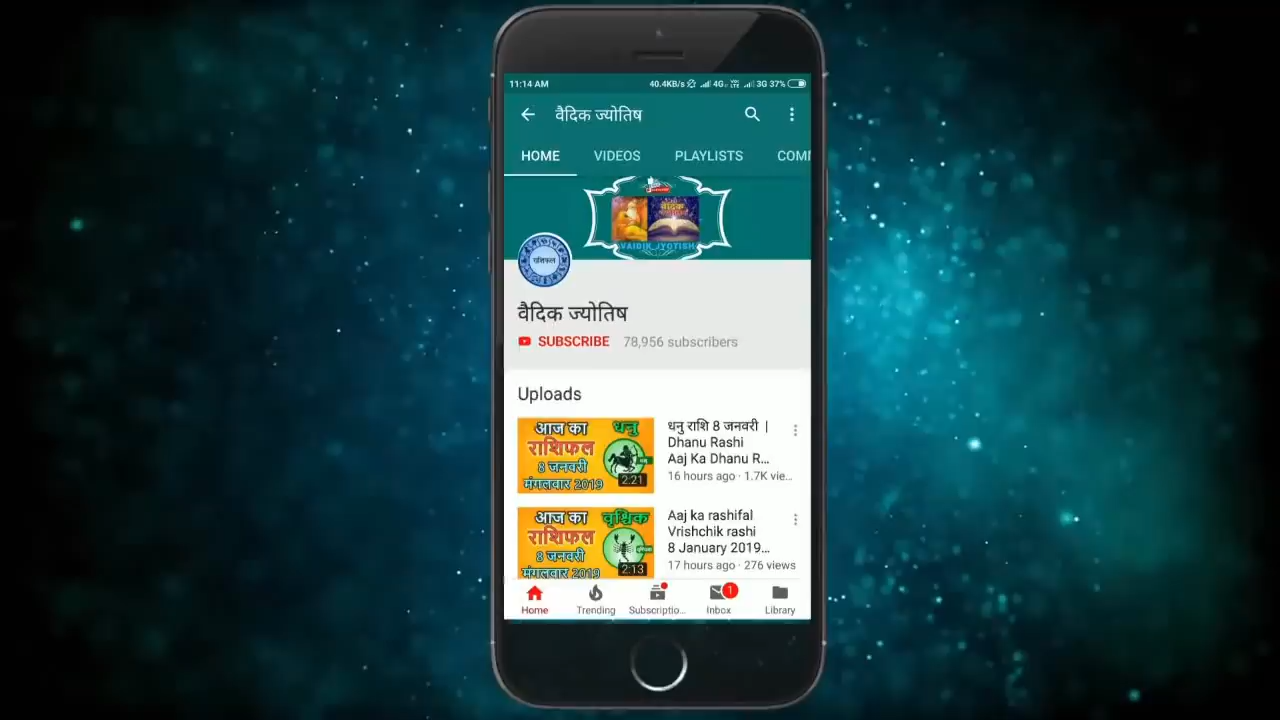 11:14 AM
40.4KB/s 4G 3G 37%
वैदिक ज्योतिष
HOME VIDEOS PLAYLISTS COM
वैदिक
VAIDIK JYOTISH
राशिफल
वैदिक ज्योतिष
SUBSCRIBE 78,956 subscribers
Uploads
आज का धनु
राशिफल
8 जनवरी
मंगलवार 2019
2:21
धनु राशि 8 जनवरी |
Dhanu Rashi
Aaj Ka Dhanu R...
16 hours ago · 1.7K vie...
आज का वृश्चिक
राशिफल
8 जनवरी
मंगलवार 2019
2:13
Aaj ka rashifal
Vrishchik rashi
8 January 2019...
17 hours ago · 276 views
1
Home Trending Subscriptio... Inbox Library